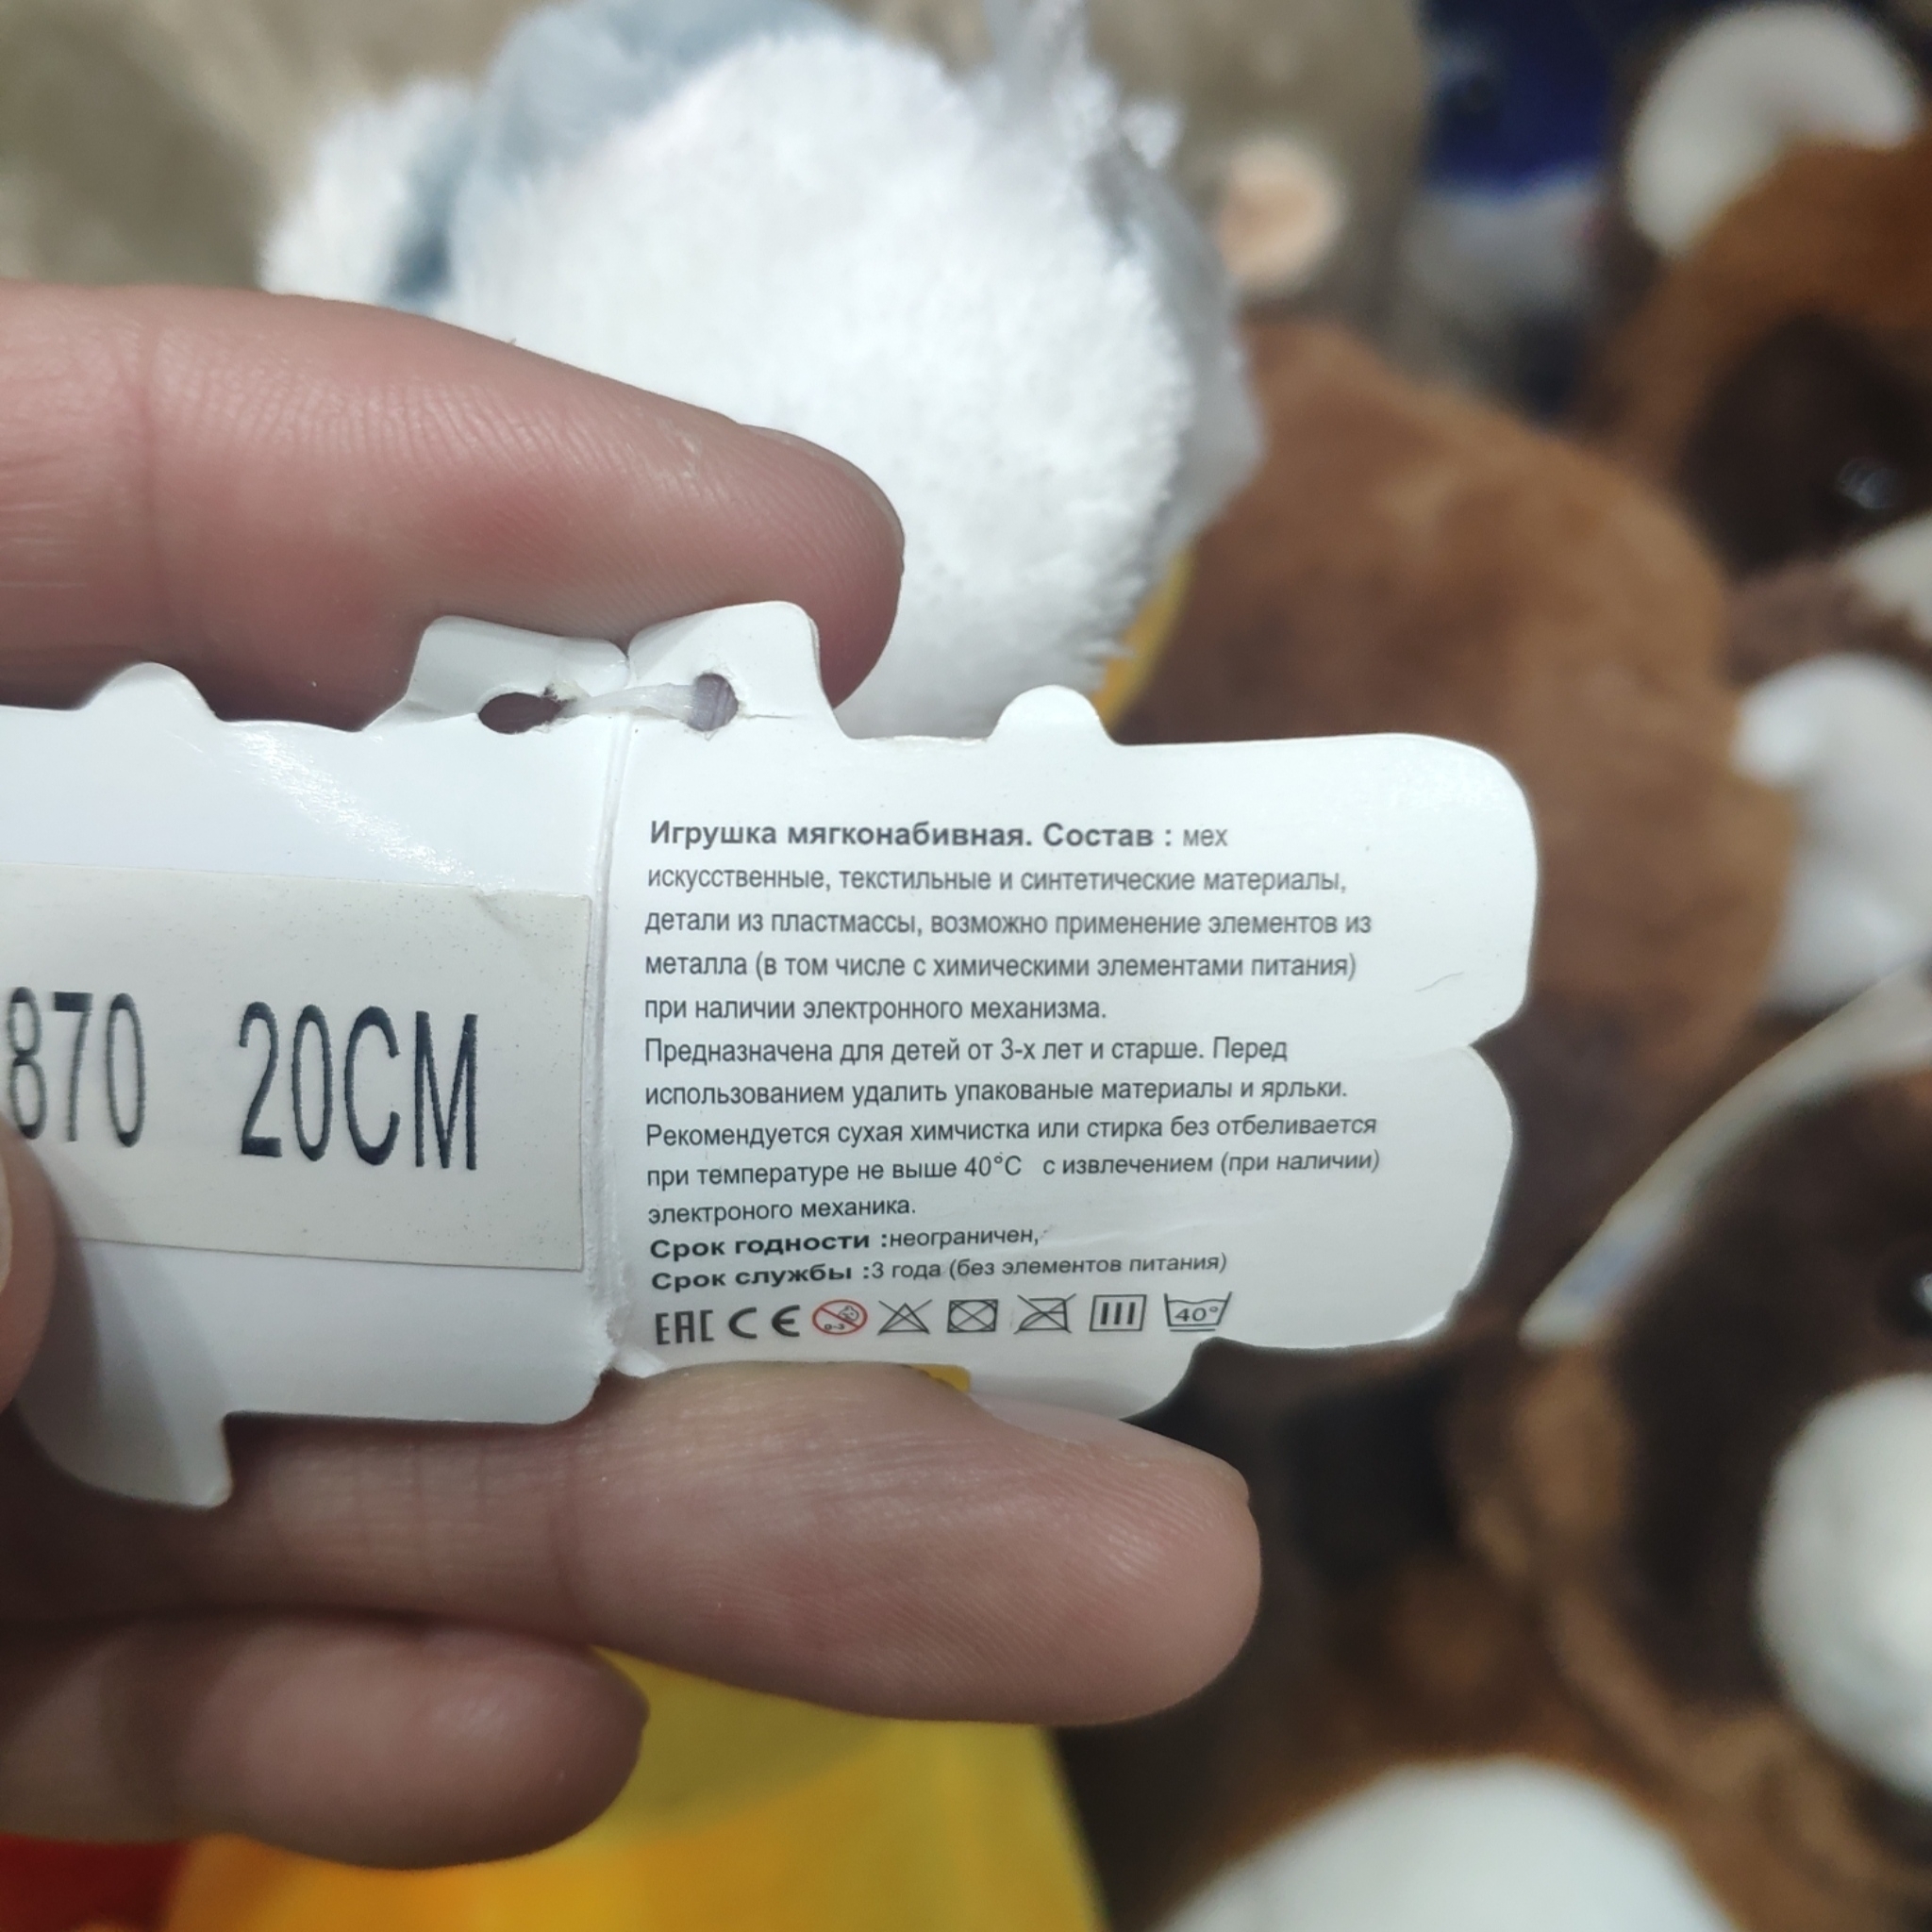 870 20CM
Игрушка мягконабивная. Состав : мех
искусственные, текстильные и синтетические материалы,
детали из пластмассы, возможно применение элементов из
металла (в том числе с химическими элементами питания)
при наличии электронного механизма.
Предназначена для детей от 3-х лет и старше. Перед
использованием удалить упакованые материалы и ярльки.
Рекомендуется сухая химчистка или стирка без отбеливается
при температуре не выше 40°C с извлечением (при наличии)
электроного механика.
Срок годности :неограничен,
Срок службы :3 года (без элементов питания)
EAC CE 0-3 40°